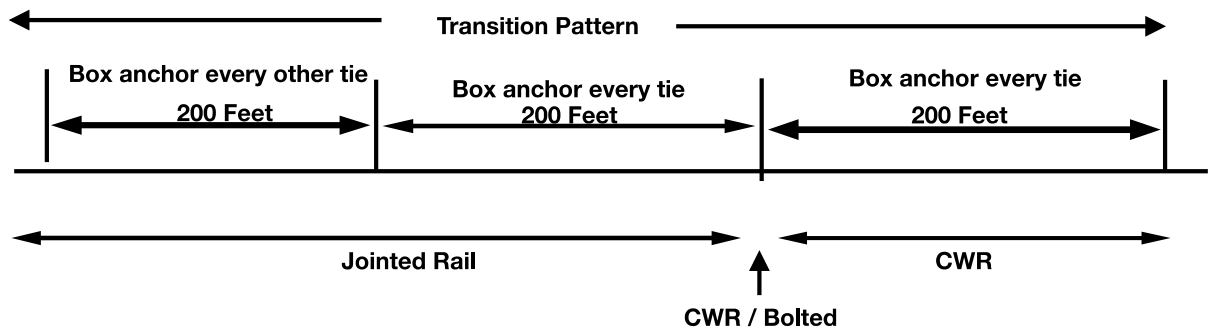 Transition Pattern
Box anchor every other tie
200 Feet
Box anchor every tie
200 Feet
Box anchor every tie
200 Feet
Jointed Rail
CWR
CWR / Bolted